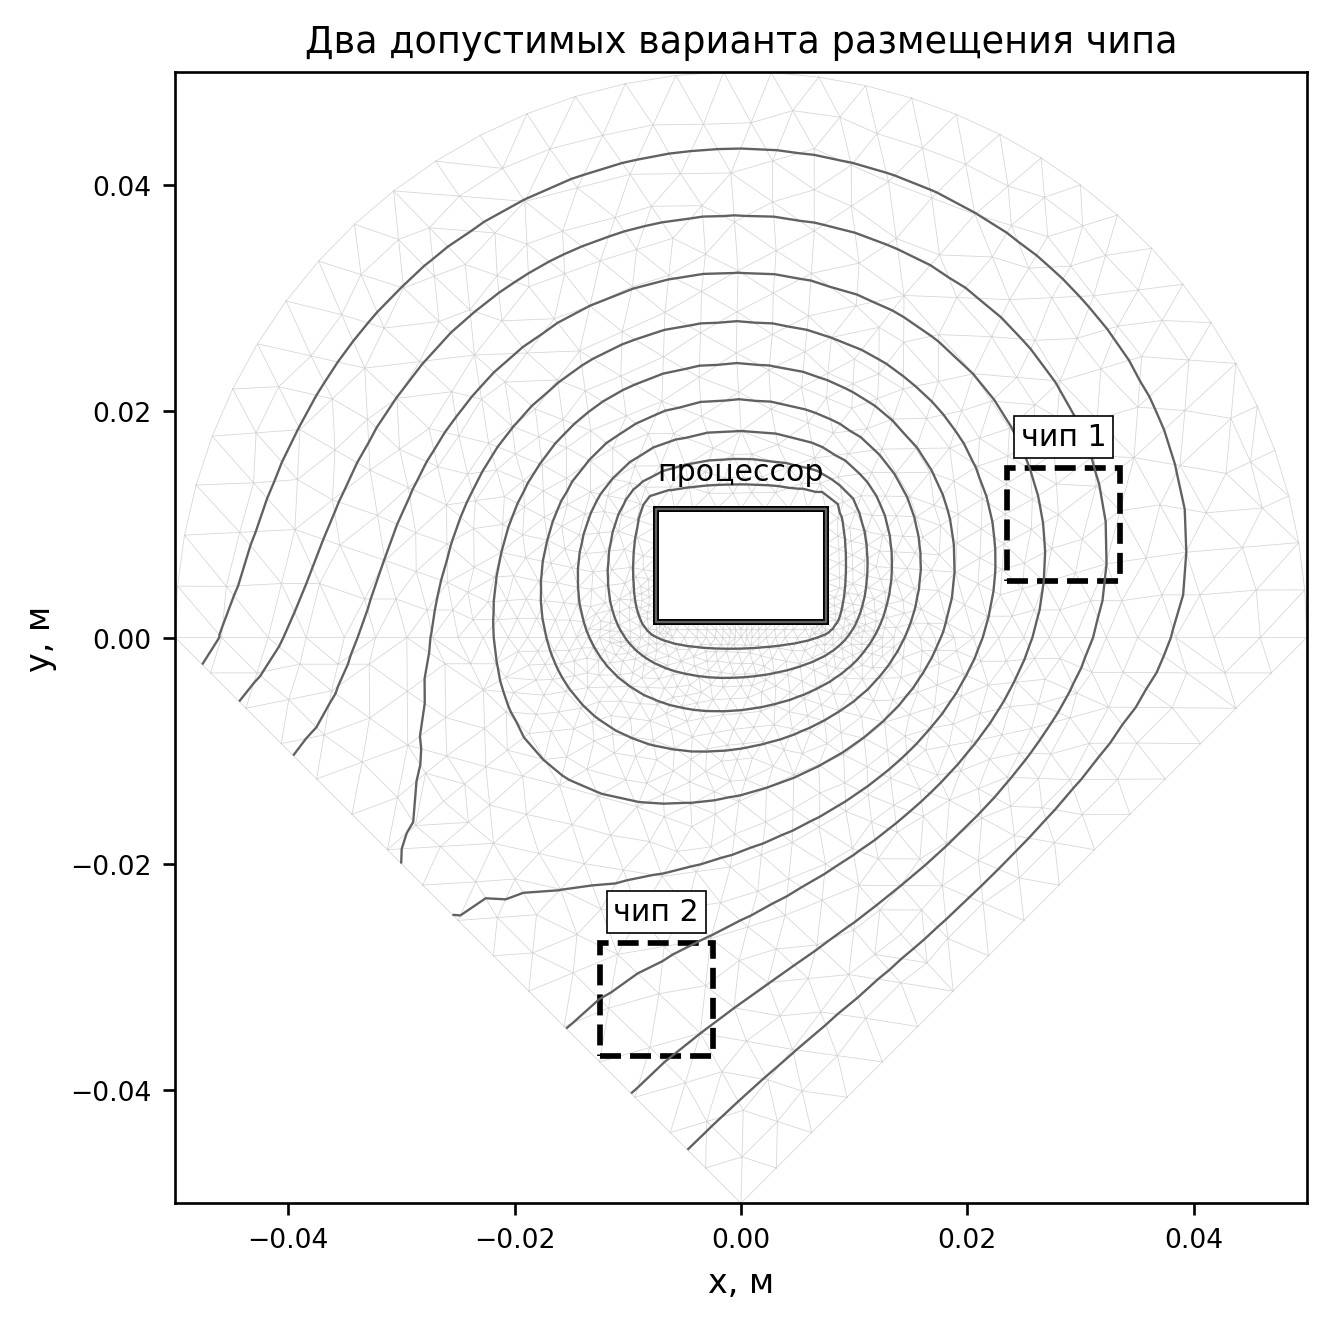 Два допустимых варианта размещения чипа
0.04
0.02
чип 1
процессор
y, м
0.00
−0.02
чип 2
−0.04
−0.04 −0.02 0.00 0.02 0.04
x, м